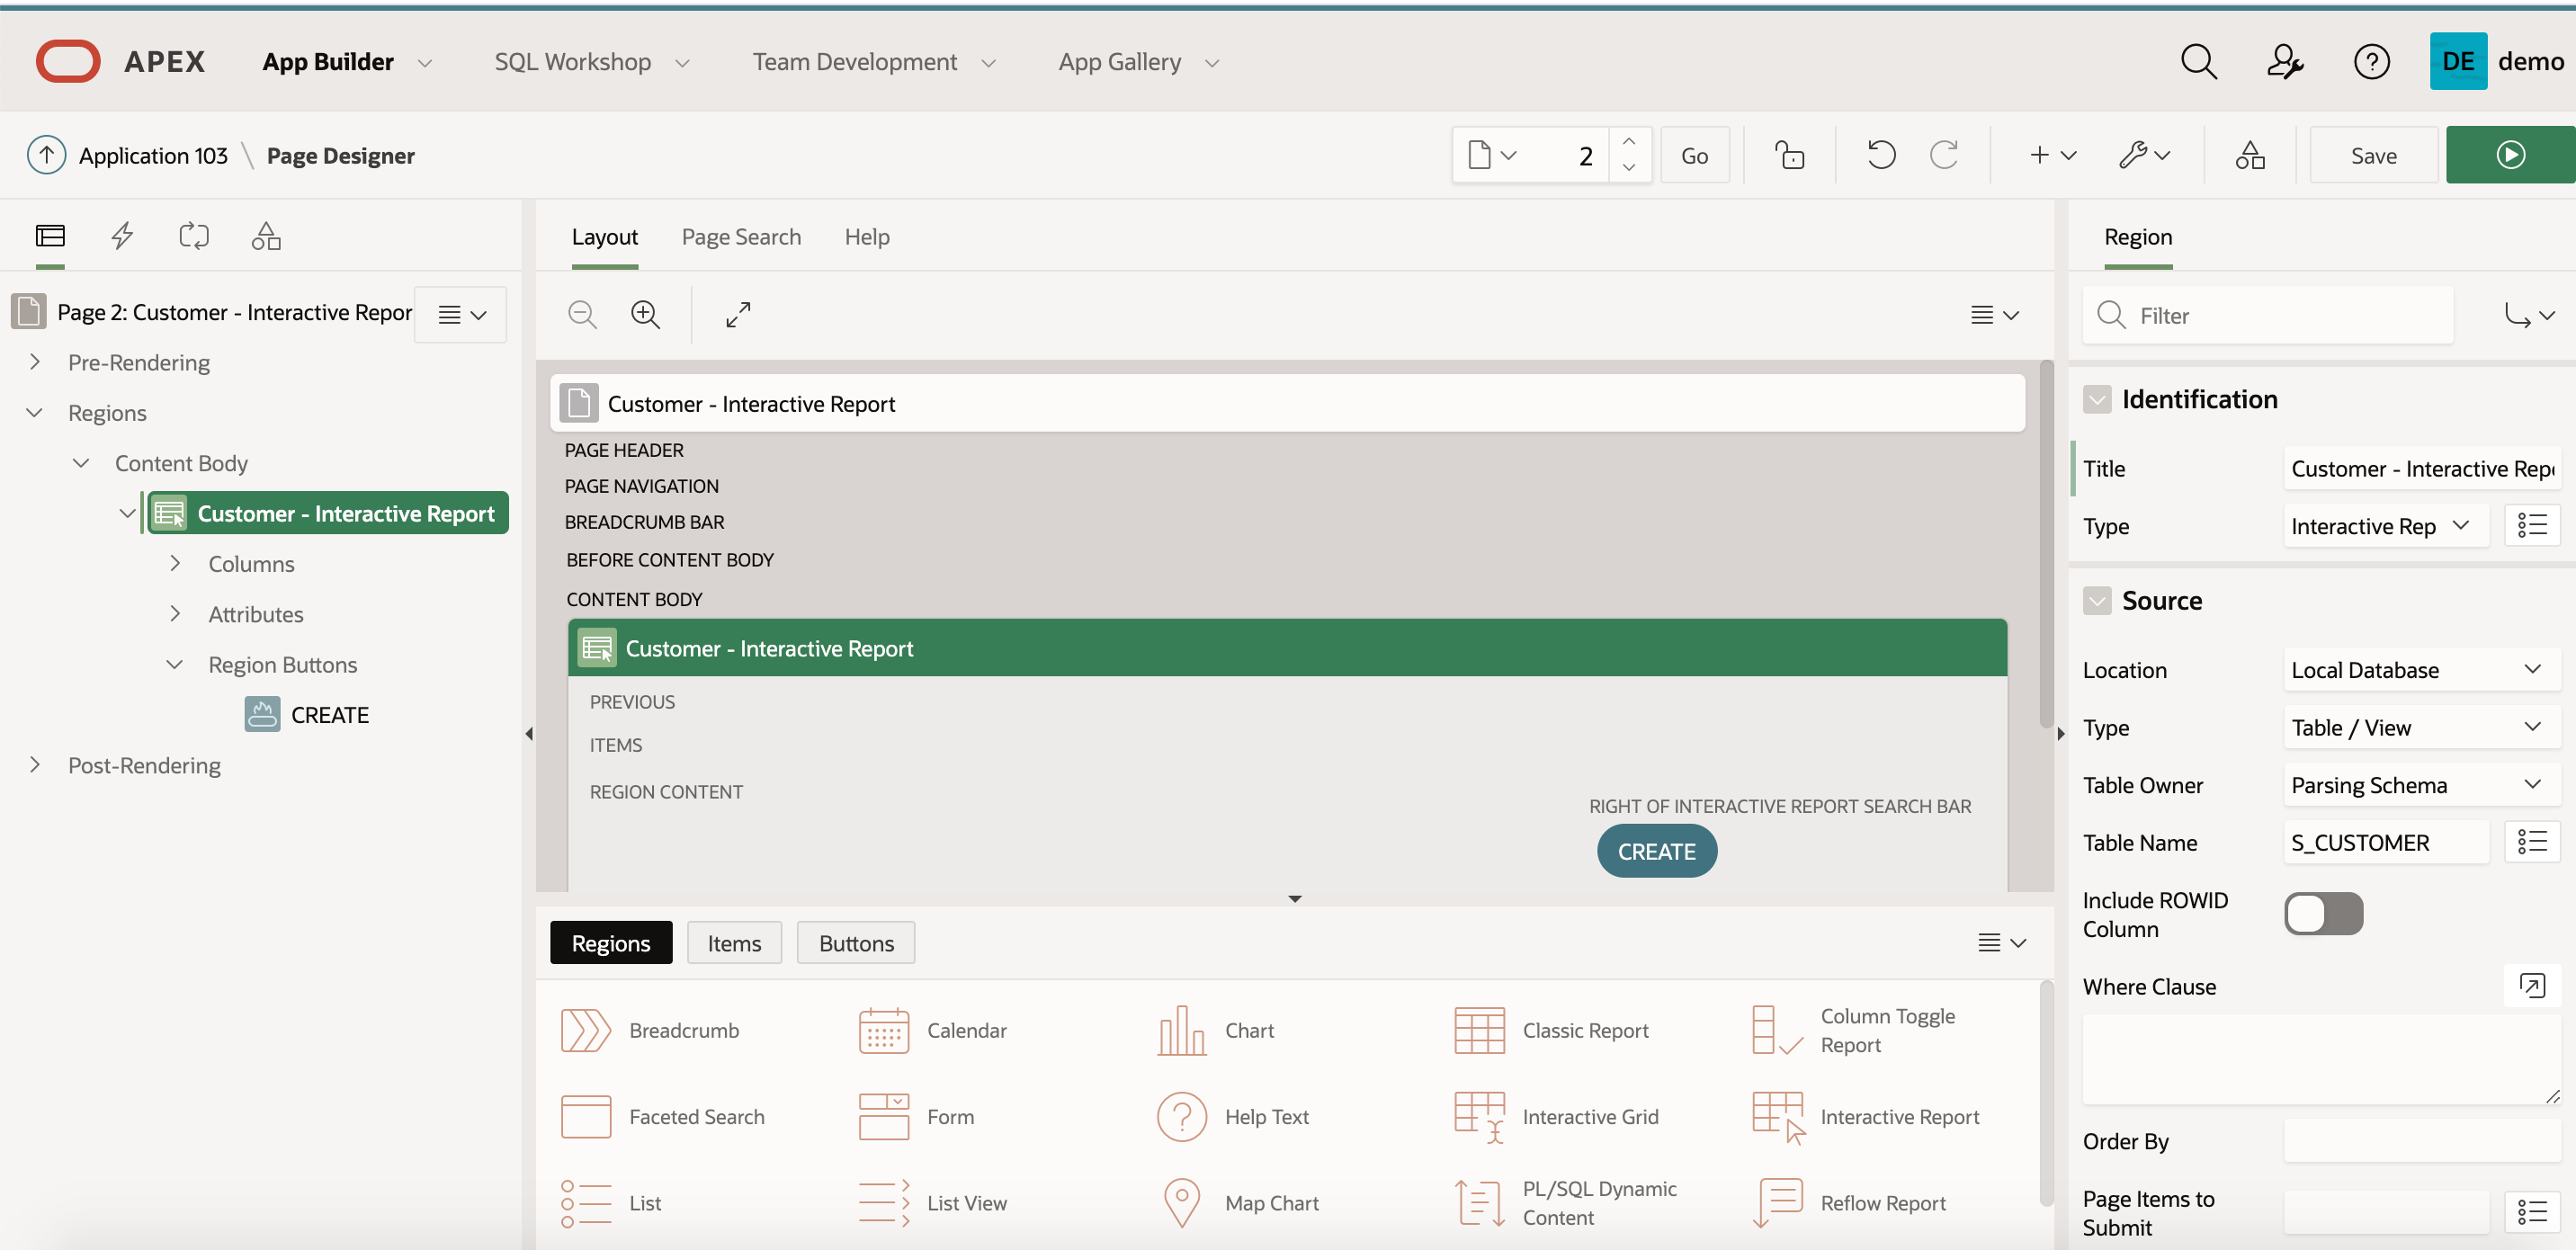 APEX App Builder SQL Workshop Team Development App Gallery DE demo
Application 103 \ Page Designer 2 Go Save
Layout Page Search Help
Region
Page 2: Customer - Interactive Repor
Pre-Rendering
Regions
Content Body
Customer - Interactive Report
Columns
Attributes
Region Buttons
CREATE
Post-Rendering
Customer - Interactive Report
PAGE HEADER
PAGE NAVIGATION
BREADCRUMB BAR
BEFORE CONTENT BODY
CONTENT BODY
Customer - Interactive Report
PREVIOUS
ITEMS
REGION CONTENT
RIGHT OF INTERACTIVE REPORT SEARCH BAR
CREATE
Regions Items Buttons
Breadcrumb Calendar Chart Classic Report Column Toggle
Report
Faceted Search Form Help Text Interactive Grid Interactive Report
List List View Map Chart PL/SQL Dynamic
Content Reflow Report
Filter
Identification
Title Customer - Interactive Rep
Type Interactive Rep
Source
Location Local Database
Type Table / View
Table Owner Parsing Schema
Table Name S_CUSTOMER
Include ROWID
Column
Where Clause
Order By
Page Items to
Submit